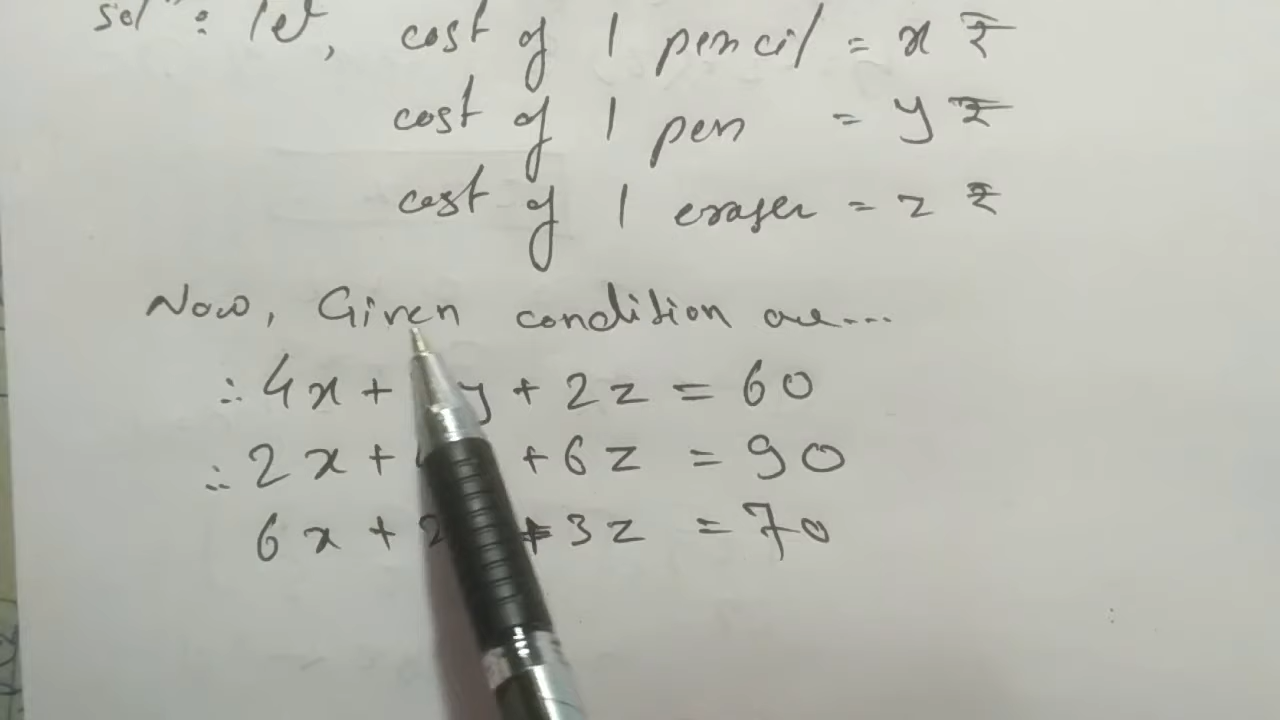 solⁿ : let, cost of 1 pencil = x ₹
cost of 1 pen = y ₹
cost of 1 eraser = z ₹
Now, Given condition are...
∴ 4x + y + 2z = 60
∴ 2x + + 6z = 90
6x + 2 + 3z = 70